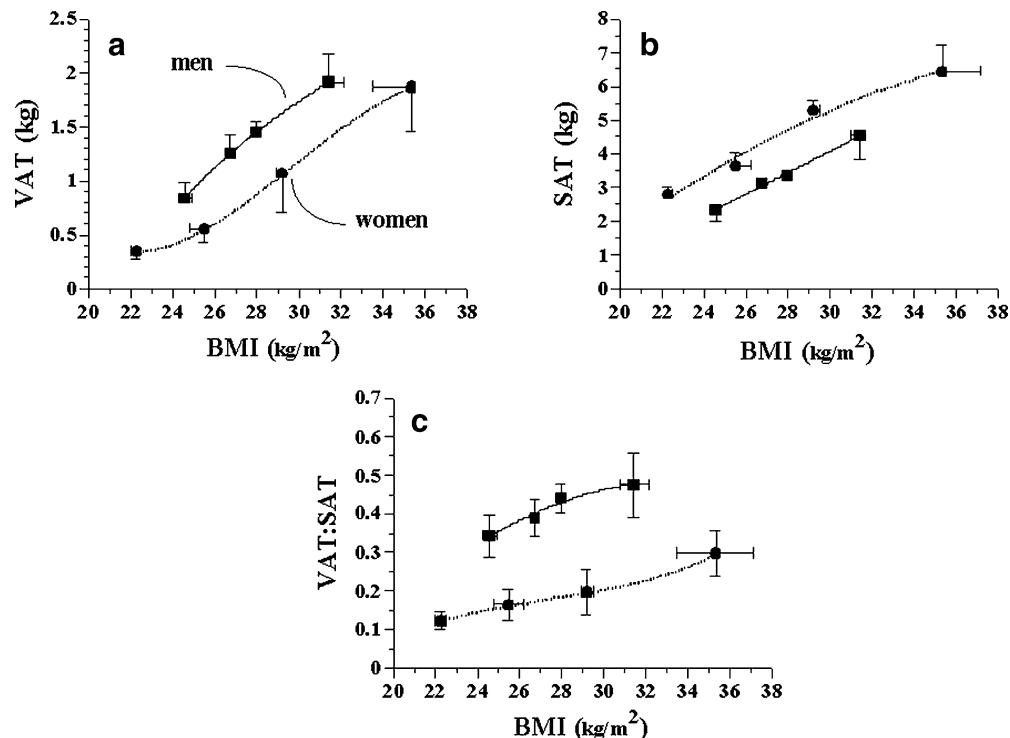 a
men
women
2.5
2
1.5
1
0.5
0
VAT (kg)
20 22 24 26 28 30 32 34 36 38
BMI (kg/m²)
b
8
7
6
5
4
3
2
1
0
SAT (kg)
20 22 24 26 28 30 32 34 36 38
BMI (kg/m²)
c
0.7
0.6
0.5
0.4
0.3
0.2
0.1
0
VAT:SAT
20 22 24 26 28 30 32 34 36 38
BMI (kg/m²)